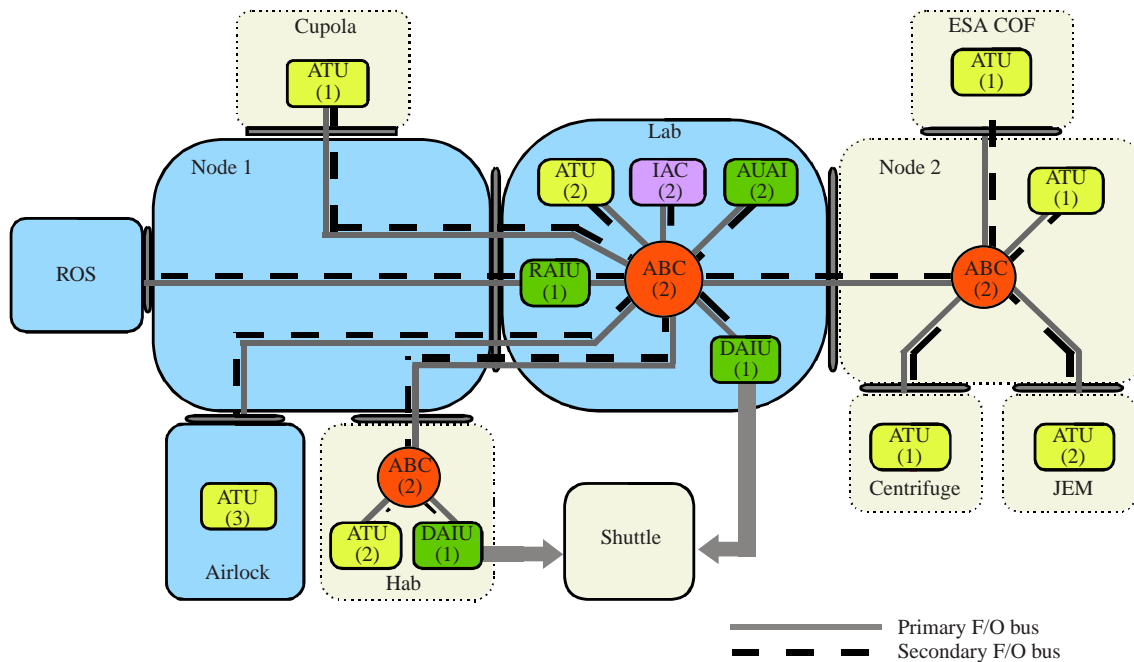 Cupola
ATU
(1)
ESA COF
ATU
(1)
Node 1
Lab
ATU
(2)
IAC
(2)
AUAI
(2)
Node 2
ATU
(1)
ROS
RAIU
(1)
ABC
(2)
ABC
(2)
DAIU
(1)
ATU
(3)
Airlock
ABC
(2)
ATU
(2)
DAIU
(1)
Hab
Shuttle
ATU
(1)
Centrifuge
ATU
(2)
JEM
Primary F/O bus
Secondary F/O bus